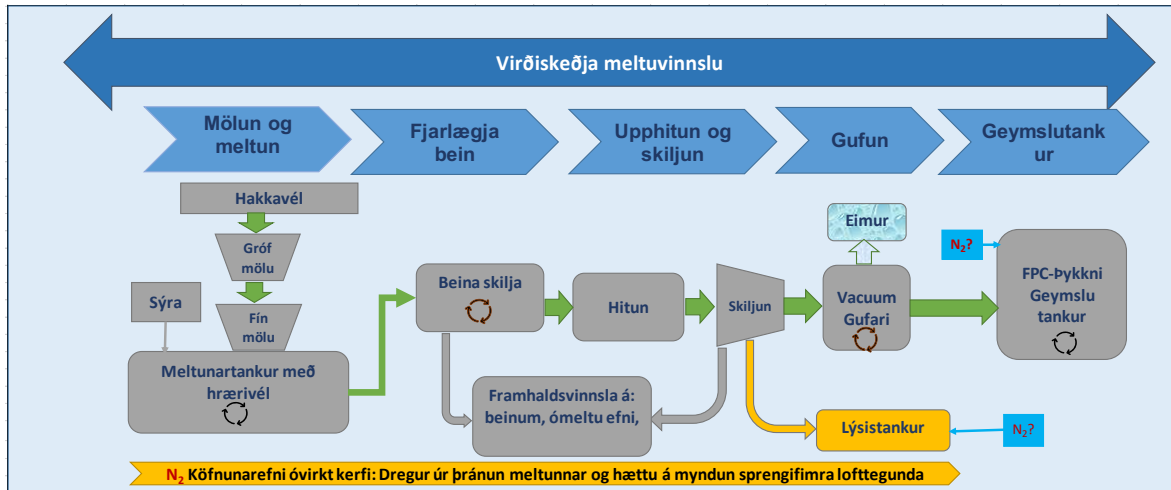 Virðiskeðja meltuvinnslu
Mölun og
meltun
Fjarlægja
bein
Upphitun og
skiljun
Gufun
Geymslutank
ur
Hakkavél
Gróf
mölu
Sýra
Fín
mölu
Meltunartankur með
hrærivél
Beina skilja
Hitun
Skiljun
Eimur
Vacuum
Gufari
N₂?
FPC-Þykkni
Geymslu
tankur
Framhaldsvinnsla á:
beinum, ómeltu efni,
Lýsistankur
N₂?
N₂ Köfnunarefni óvirkt kerfi: Dregur úr þránun meltunnar og hættu á myndun sprengifimra lofttegunda